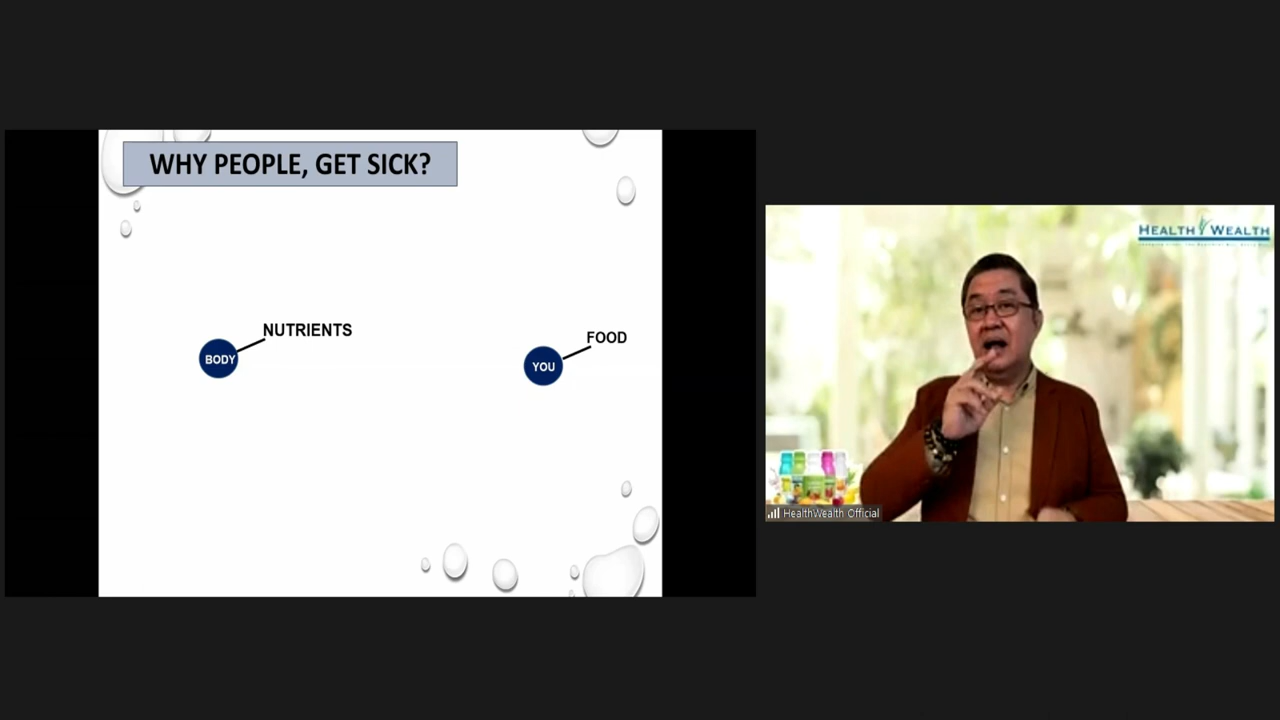 WHY PEOPLE, GET SICK?
NUTRIENTS
BODY
FOOD
YOU
HEALTH WEALTH
HealthWealth Official